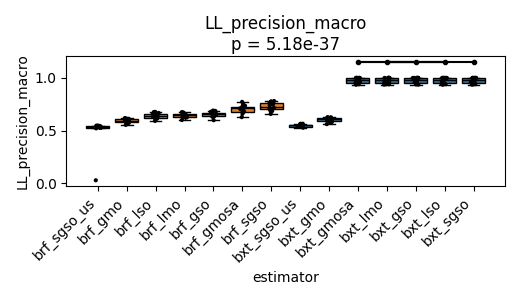 LL_precision_macro
p = 5.18e-37
LL_precision_macro
1.0
0.5
0.0
brf_sgso_us
brf_gmo
brf_lso
brf_lmo
brf_gso
brf_gmosa
brf_sgso
bxt_sgso_us
bxt_gmo
bxt_gmosa
bxt_lmo
bxt_gso
bxt_lso
bxt_sgso
estimator